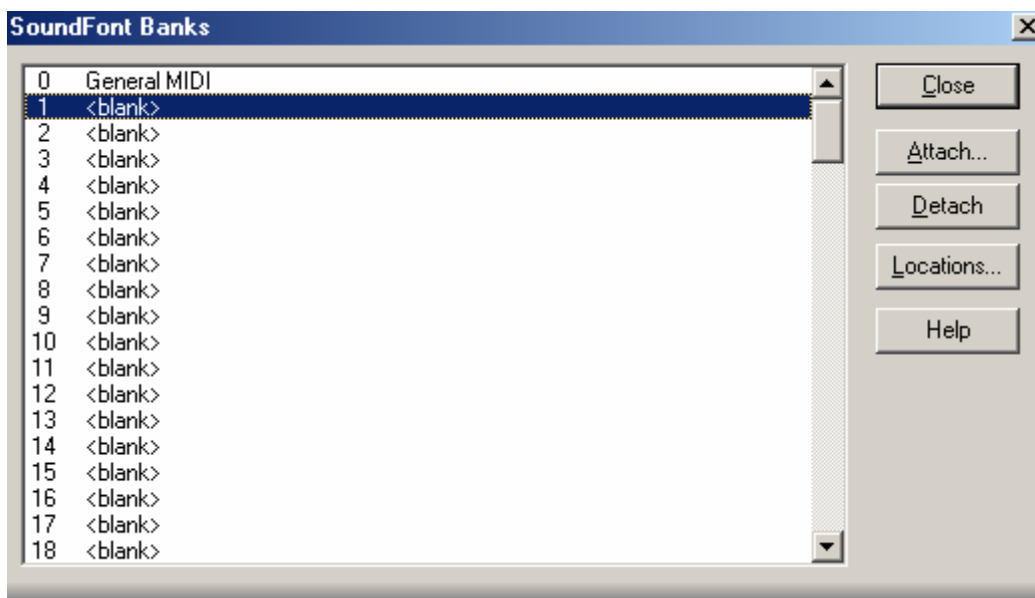 SoundFont Banks
0 General MIDI
1 <blank>
2 <blank>
3 <blank>
4 <blank>
5 <blank>
6 <blank>
7 <blank>
8 <blank>
9 <blank>
10 <blank>
11 <blank>
12 <blank>
13 <blank>
14 <blank>
15 <blank>
16 <blank>
17 <blank>
18 <blank>
Close
Attach...
Detach
Locations...
Help